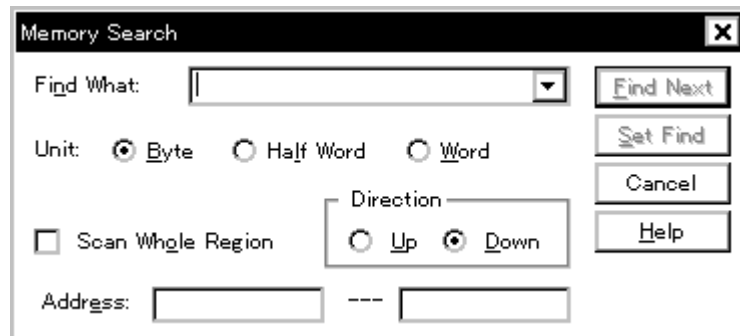 Memory Search
Find What:
Find Next
Unit: Byte Half Word Word
Set Find
Cancel
Direction
Scan Whole Region Up Down
Help
Address: ---